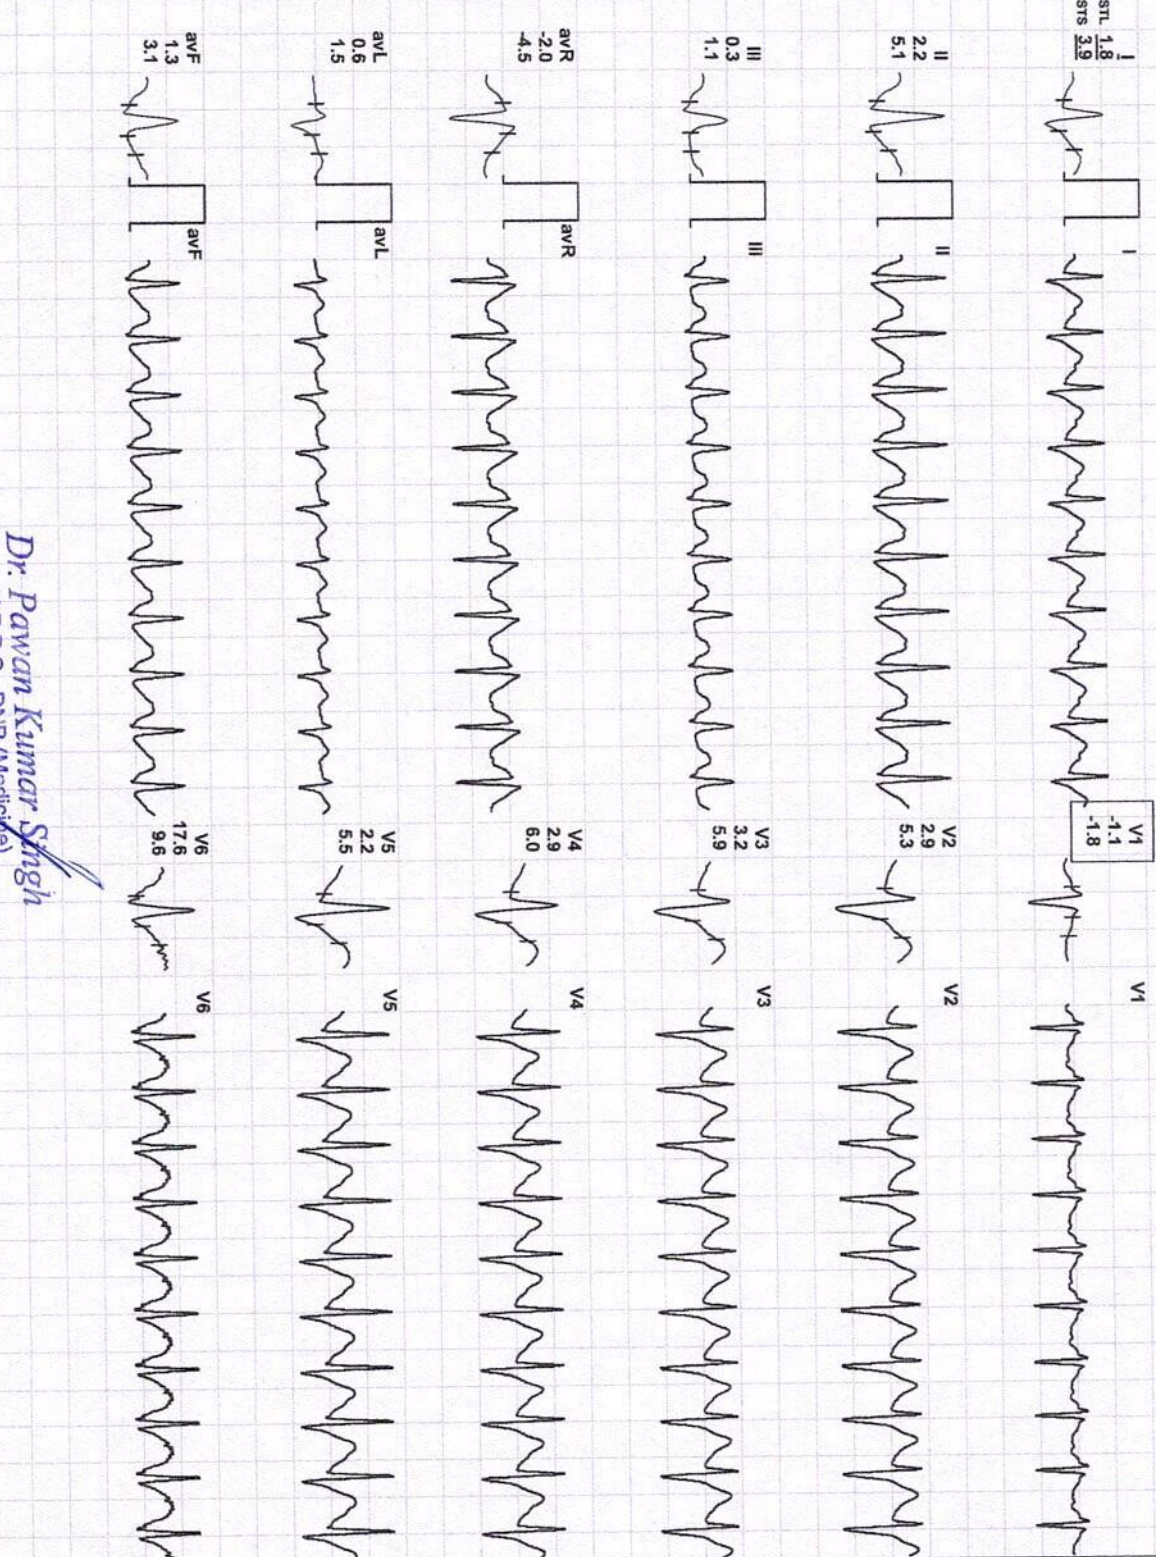 I
STL 1.8
STS 3.9
I
II
2.2
5.1
II
III
0.3
1.1
III
avR
-2.0
-4.5
avR
avL
0.6
1.5
avL
avF
1.3
3.1
avF
V1
-1.1
-1.8
V1
V2
2.9
5.3
V2
V3
3.2
5.9
V3
V4
2.9
6.0
V4
V5
2.2
5.5
V5
V6
17.6
9.6
V6
Dr. Pawan Kumar Singh
DNB (Medicine)